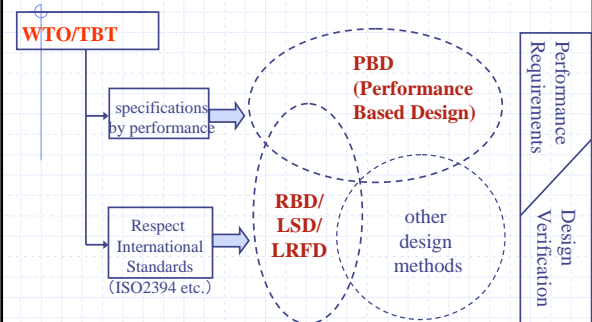 WTO/TBT
specifications
by performance
Respect
International
Standards
（ISO2394 etc.）
PBD
(Performance
Based Design)
RBD/
LSD/
LRFD
other
design
methods
Performance
Requirements
Design
Verification